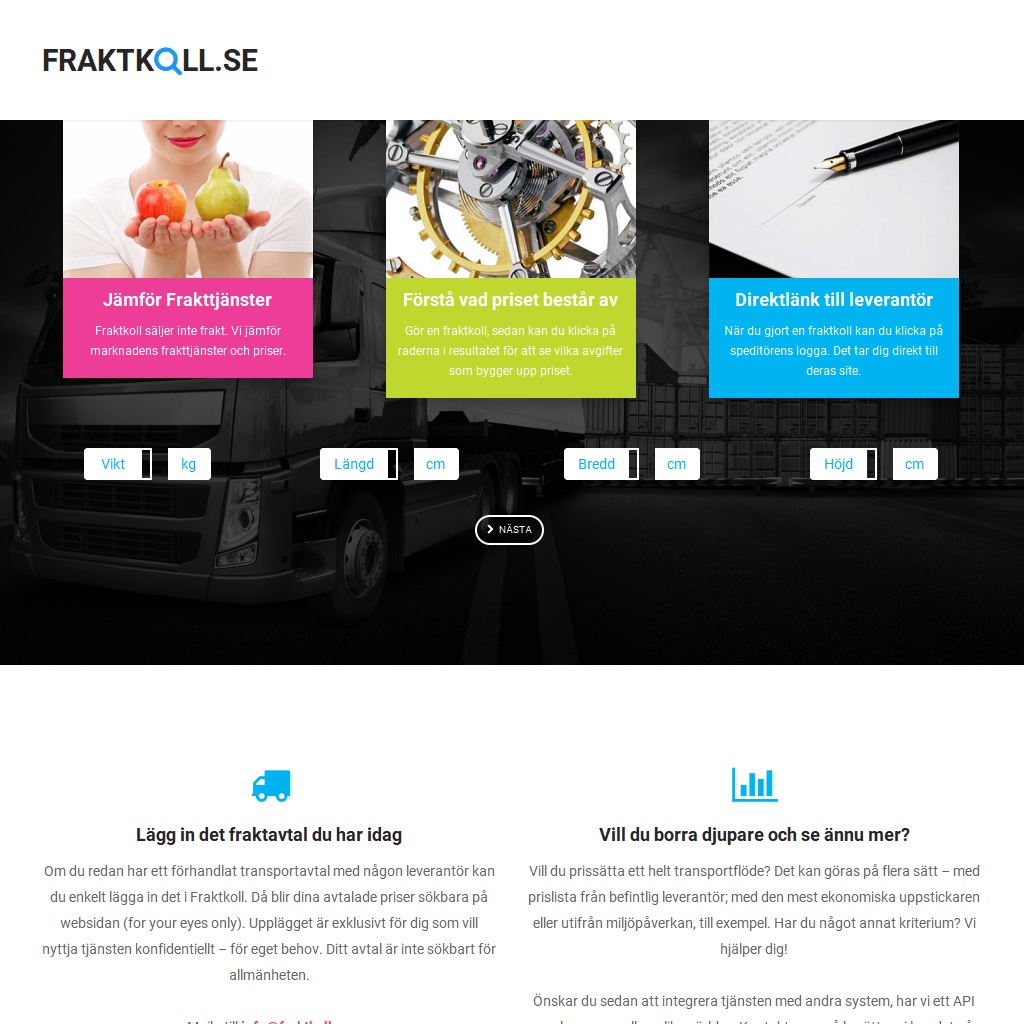 FRAKTKOLL.SE
Jämför Frakttjänster
Fraktkoll säljer inte frakt. Vi jämför
marknadens frakttjänster och priser.
Förstå vad priset består av
Gör en fraktkoll, sedan kan du klicka på
raderna i resultatet för att se vilka avgifter
som bygger upp priset.
Direktlänk till leverantör
När du gjort en fraktkoll kan du klicka på
speditörens logga. Det tar dig direkt till
deras site.
Vikt kg Längd cm Bredd cm Höjd cm
NÄSTA
Lägg in det fraktavtal du har idag
Om du redan har ett förhandlat transportavtal med någon leverantör kan
du enkelt lägga in det i Fraktkoll. Då blir dina avtalade priser sökbara på
websidan (for your eyes only). Upplägget är exklusivt för dig som vill
nyttja tjänsten konfidentiellt – för eget behov. Ditt avtal är inte sökbart för
allmänheten.
Vill du borra djupare och se ännu mer?
Vill du prissätta ett helt transportflöde? Det kan göras på flera sätt – med
prislista från befintlig leverantör; med den mest ekonomiska uppstickaren
eller utifrån miljöpåverkan, till exempel. Har du något annat kriterium? Vi
hjälper dig!
Önskar du sedan att integrera tjänsten med andra system, har vi ett API